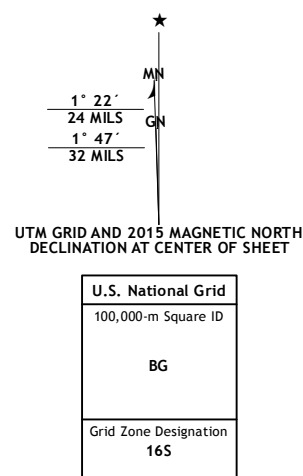 ★
MN
1° 22´
24 MILS
GN
1° 47´
32 MILS
UTM GRID AND 2015 MAGNETIC NORTH
DECLINATION AT CENTER OF SHEET
U.S. National Grid
100,000-m Square ID
BG
Grid Zone Designation
16S